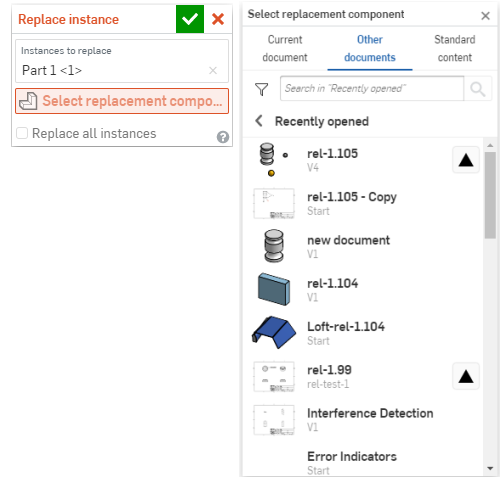 Replace instance
Instances to replace
Part 1 <1>
Select replacement compo...
Replace all instances
Select replacement component
Current document
Other documents
Standard content
Search in "Recently opened"
Recently opened
rel-1.105
V4
rel-1.105 - Copy
Start
new document
V1
rel-1.104
V1
Loft-rel-1.104
Start
rel-1.99
rel-test-1
Interference Detection
V1
Error Indicators
Start